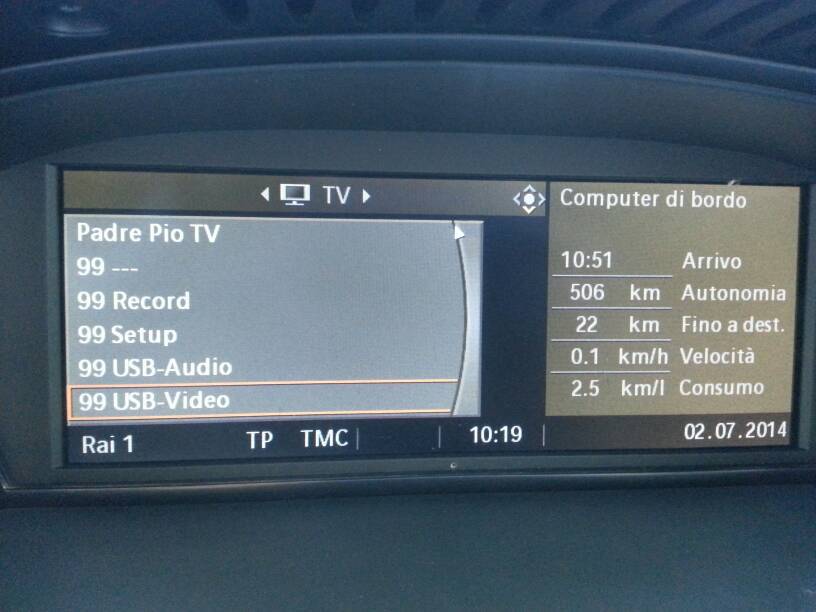 TV
Padre Pio TV
99 ---
99 Record
99 Setup
99 USB-Audio
99 USB-Video
Rai 1 TP TMC 10:19
Computer di bordo
10:51 Arrivo
506 km Autonomia
22 km Fino a dest.
0.1 km/h Velocità
2.5 km/l Consumo
02.07.2014